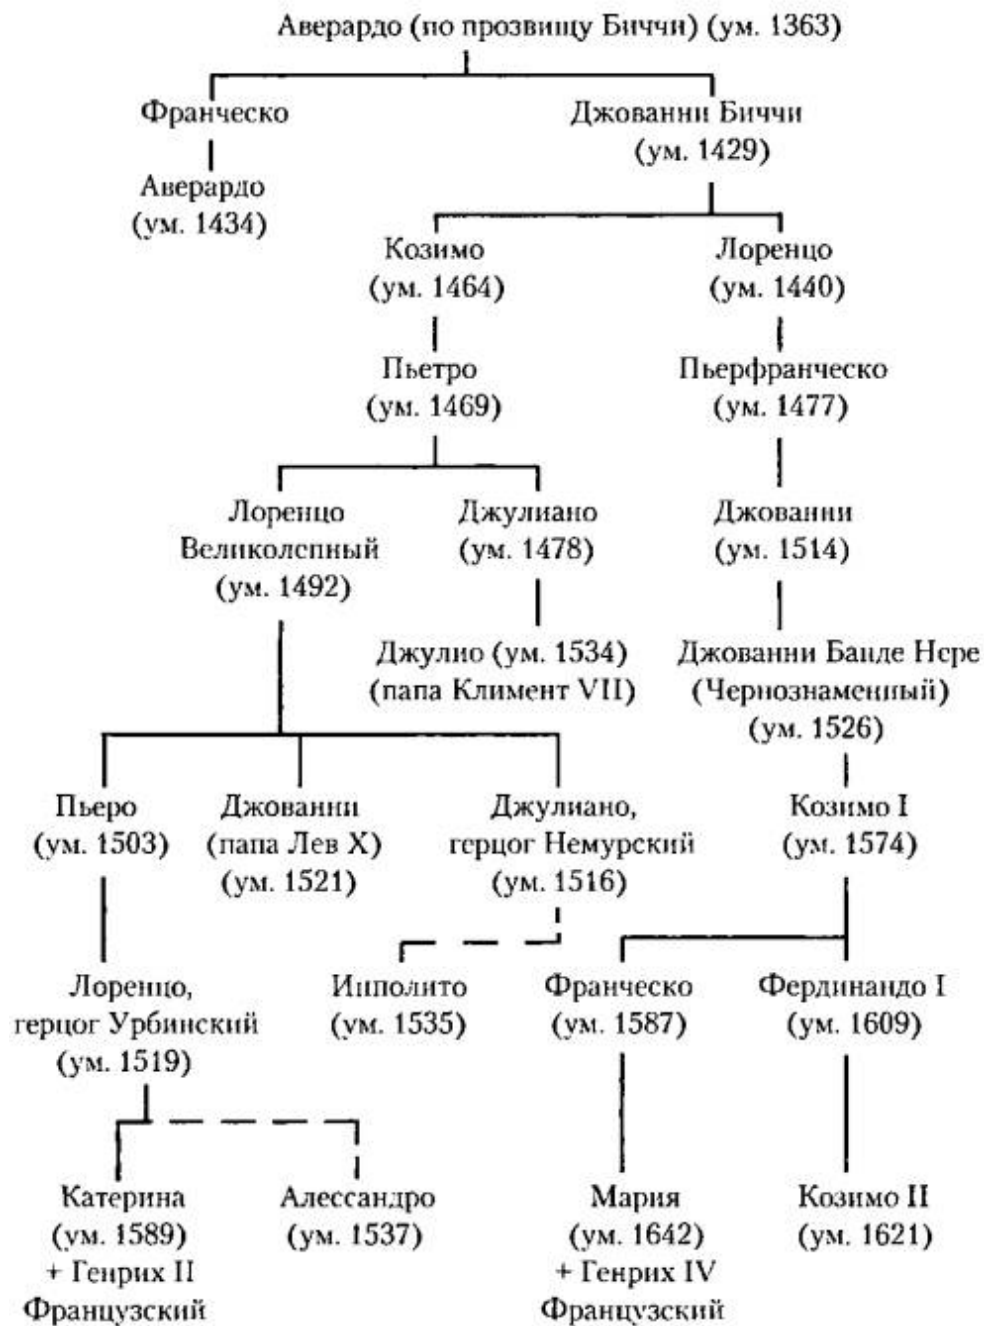 Аверардо (по прозвищу Биччи) (ум. 1363)
Франческо
Джованни Биччи
(ум. 1429)
Аверардо
(ум. 1434)
Козимо
(ум. 1464)
Лоренцо
(ум. 1440)
Пьетро
(ум. 1469)
Пьерфранческо
(ум. 1477)
Лоренцо
Великолепный
(ум. 1492)
Джулиано
(ум. 1478)
Джованни
(ум. 1514)
Джулио (ум. 1534)
(папа Климент VII)
Джованни Банде Нере
(Чернознаменный)
(ум. 1526)
Пьеро
(ум. 1503)
Джованни
(папа Лев X)
(ум. 1521)
Джулиано,
герцог Немурский
(ум. 1516)
Козимо I
(ум. 1574)
Лоренцо,
герцог Урбинский
(ум. 1519)
Ипполито
(ум. 1535)
Франческо
(ум. 1587)
Фердинандо I
(ум. 1609)
Катерина
(ум. 1589)
+ Генрих II
Французский
Алессандро
(ум. 1537)
Мария
(ум. 1642)
+ Генрих IV
Французский
Козимо II
(ум. 1621)